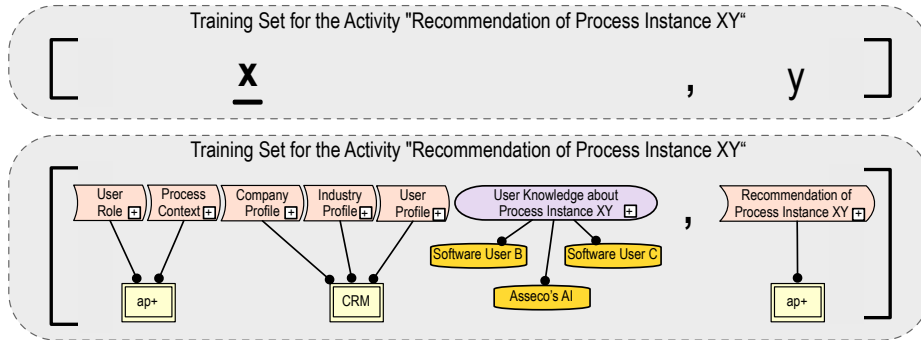 Training Set for the Activity "Recommendation of Process Instance XY“
x , y
Training Set for the Activity "Recommendation of Process Instance XY“
User Role
Process Context
Company Profile
Industry Profile
User Profile
User Knowledge about
Process Instance XY
,
Recommendation of
Process Instance XY
Software User B
Software User C
Asseco's AI
ap+
CRM
ap+